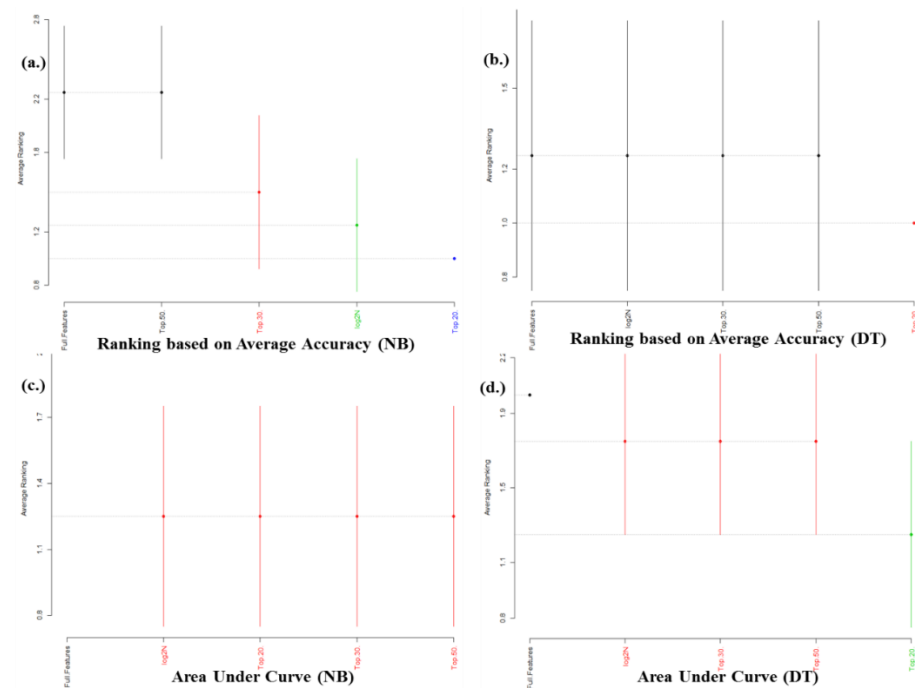 (a.)
Average Ranking
2.8
2.2
1.8
1.2
0.8
Full.Features
Top.50.
Top.30.
log2N
Top.20.
Ranking based on Average Accuracy (NB)
(b.)
Average Ranking
1.5
1.2
1.0
0.8
Full.Features
log2N
Top.30.
Top.50.
Ranking based on Average Accuracy (DT)
(c.)
Average Ranking
1.7
1.4
1.1
0.8
Full.Features
log2N
Top.20.
Top.30.
Top.50.
Area Under Curve (NB)
(d.)
Average Ranking
2.2
1.9
1.5
1.1
0.8
Full.Features
log2N
Top.30.
Top.50.
Top.20.
Area Under Curve (DT)